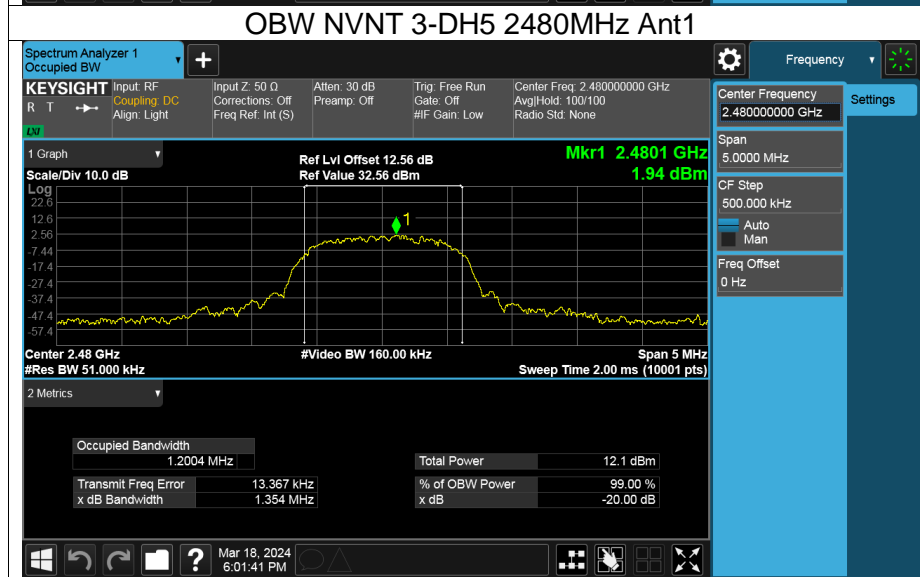 OBW NVNT 3-DH5 2480MHz Ant1
Spectrum Analyzer 1
Occupied BW
+
Frequency
KEYSIGHT
R T
LXI
Input: RF
Coupling: DC
Align: Light
Input Z: 50 Ω
Corrections: Off
Freq Ref: Int (S)
Atten: 30 dB
Preamp: Off
Trig: Free Run
Gate: Off
#IF Gain: Low
Center Freq: 2.480000000 GHz
Avg|Hold: 100/100
Radio Std: None
Center Frequency
2.480000000 GHz
Settings
Span
5.0000 MHz
CF Step
500.000 kHz
Auto
Man
Freq Offset
0 Hz
1 Graph
Scale/Div 10.0 dB
Ref Lvl Offset 12.56 dB
Ref Value 32.56 dBm
Mkr1 2.4801 GHz
1.94 dBm
Log
22.6
12.6
2.56
-7.44
-17.4
-27.4
-37.4
-47.4
-57.4
1
Center 2.48 GHz
#Res BW 51.000 kHz
#Video BW 160.00 kHz
Span 5 MHz
Sweep Time 2.00 ms (10001 pts)
2 Metrics
Occupied Bandwidth
1.2004 MHz
Transmit Freq Error 13.367 kHz
x dB Bandwidth 1.354 MHz
Total Power 12.1 dBm
% of OBW Power 99.00 %
x dB -20.00 dB
?
Mar 18, 2024
6:01:41 PM